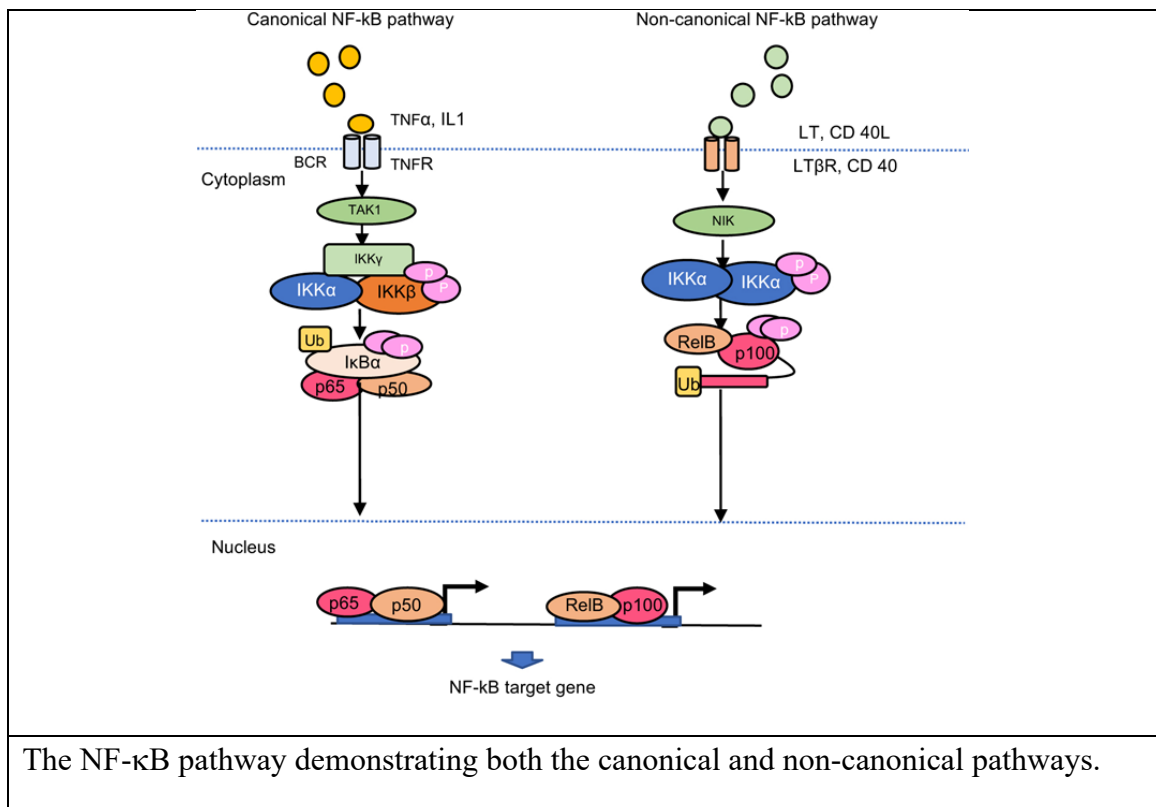 Canonical NF-kB pathway
Non-canonical NF-kB pathway
TNFα, IL1
LT, CD 40L
BCR
TNFR
LTβR, CD 40
Cytoplasm
TAK1
NIK
IKKγ
p
P
IKKα
IKKβ
p
P
IKKα
IKKα
Ub
p
IκBα
p65
p50
p
RelB
p100
Ub
Nucleus
p65
p50
RelB
p100
NF-kB target gene
The NF-κB pathway demonstrating both the canonical and non-canonical pathways.